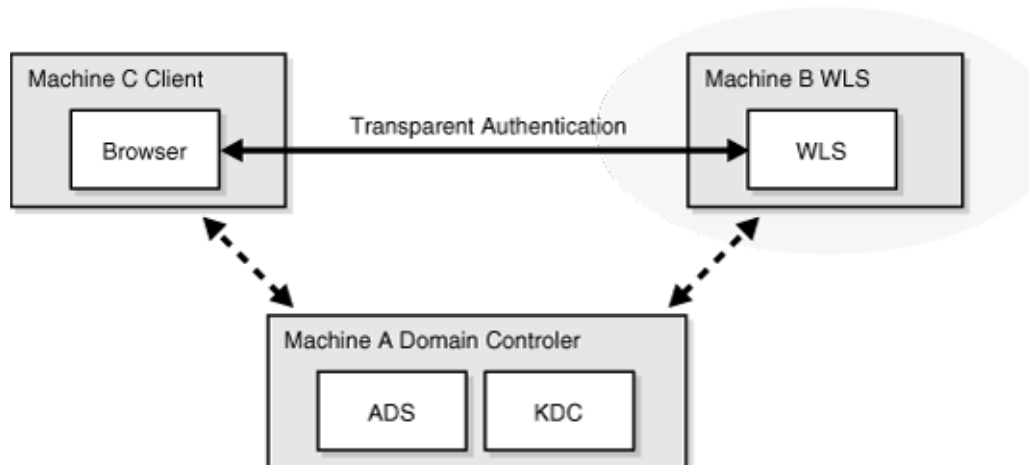 Machine C Client
Browser
Transparent Authentication
Machine B WLS
WLS
Machine A Domain Controler
ADS
KDC